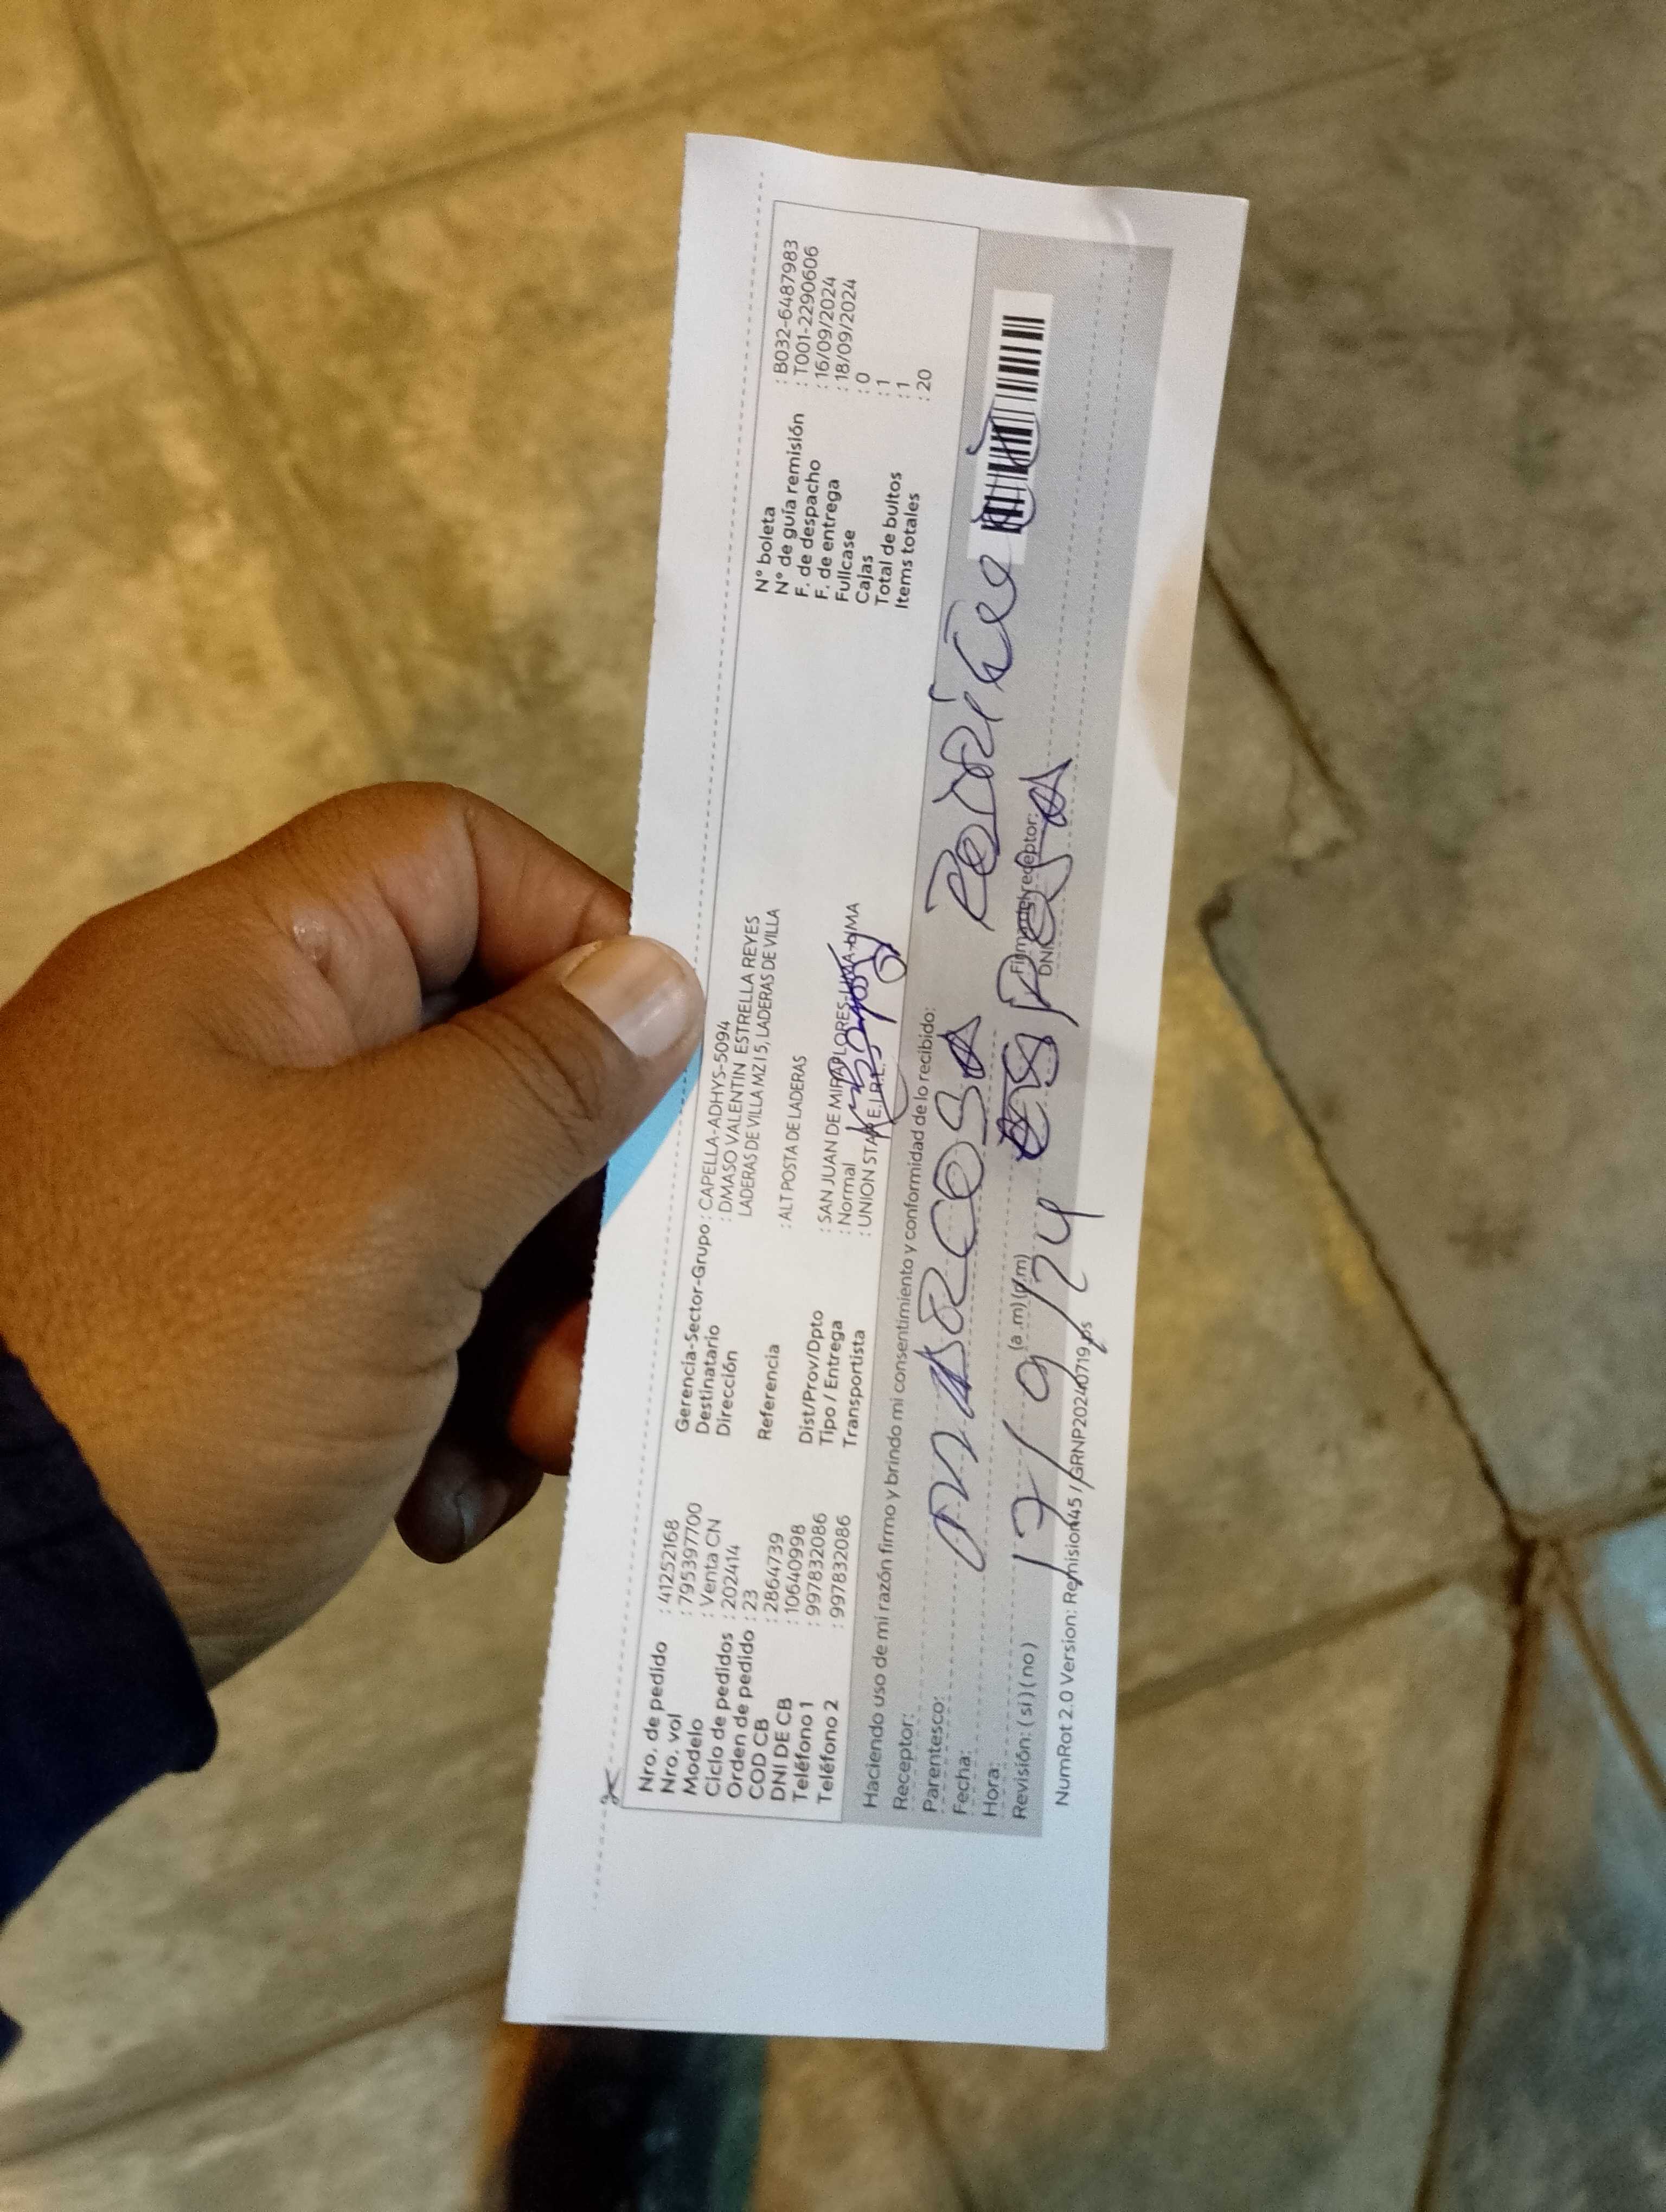 Nro. de pedido : 41252168
Nro. vol : 795397700
Modelo : Venta CN
Ciclo de pedidos : 202414
Orden de pedido : 23
COD CB : 2864739
DNI DE CB : 10640998
Teléfono 1 : 997832086
Teléfono 2 : 997832086
Gerencia-Sector-Grupo : CAPELLA-ADHYS-5094
Destinatario : DMASO VALENTIN ESTRELLA REYES
Dirección LADERAS DE VILLA MZ I 5, LADERAS DE VILLA
Referencia : ALT POSTA DE LADERAS
Dist/Prov/Dpto : SAN JUAN DE MIRAFLORES-LIMA-LIMA
Tipo / Entrega : Normal
Transportista : UNION STAR E.I.R.L.
N° boleta : B032-6487983
N° de guía remisión : T001-2290606
F. de despacho : 16/09/2024
F. de entrega : 18/09/2024
Fullcase : 0
Cajas : 1
Total de bultos : 1
Items totales : 20
Haciendo uso de mi razón firmo y brindo mi consentimiento y conformidad de lo recibido:
Receptor:
Parentesco:
Fecha:
Hora: (a .m) (p.m) Firma del receptor:
Revisión: ( si ) ( no ) 17/9/24 DNI
NumRot 2.0 Version: Remision45 / GRNP20240719.ps